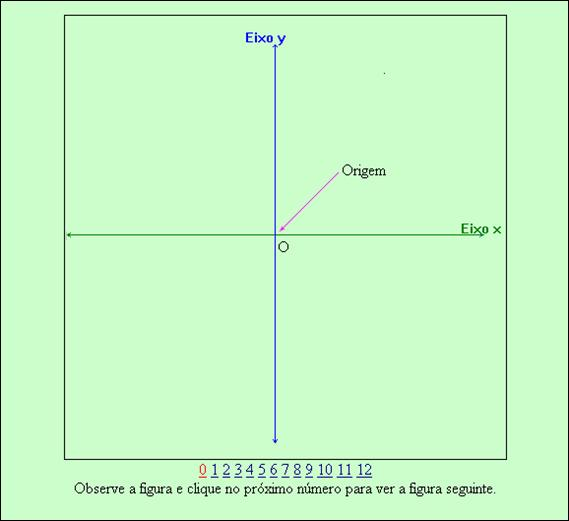 Eixo y
Origem
Eixo x
O
0 1 2 3 4 5 6 7 8 9 10 11 12
Observe a figura e clique no próximo número para ver a figura seguinte.